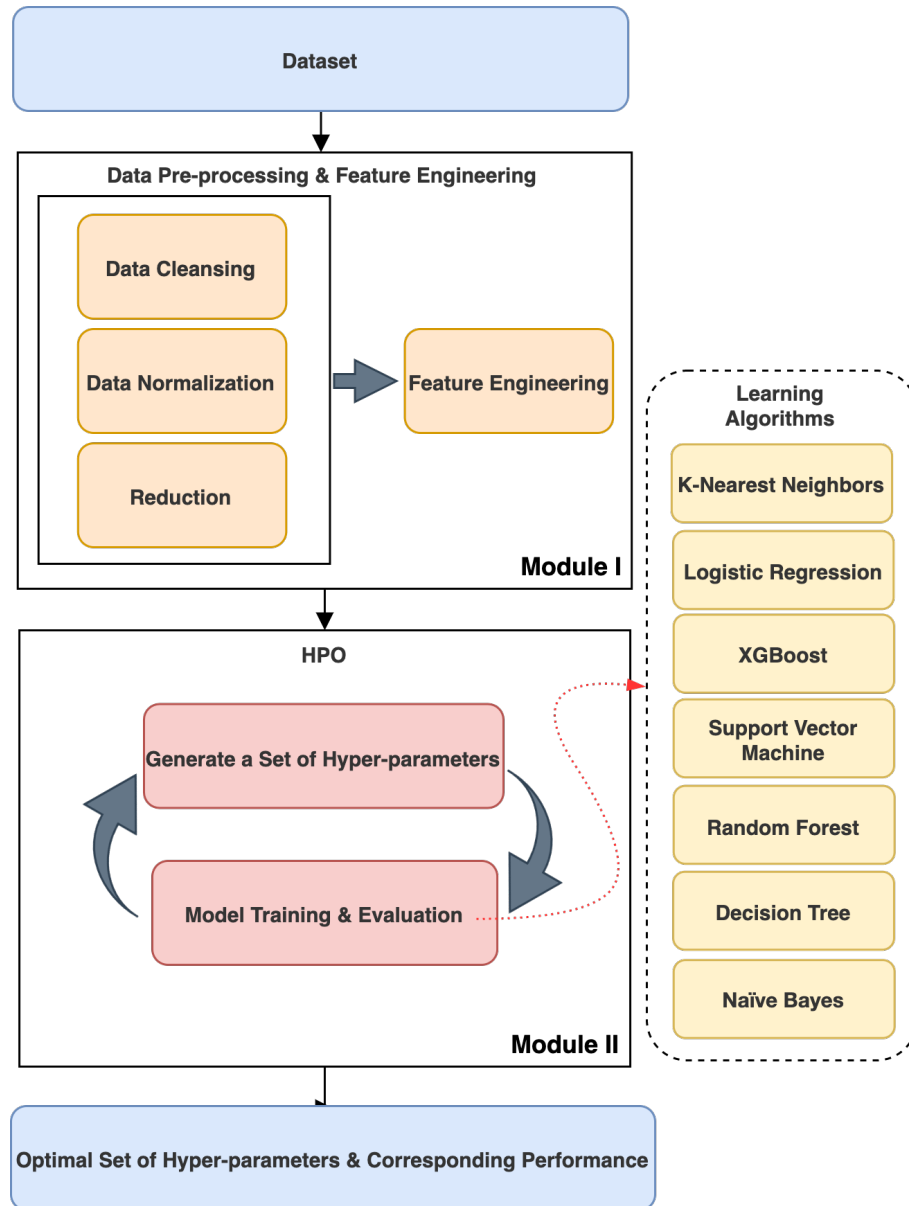 Dataset
Data Pre-processing & Feature Engineering
Data Cleansing
Data Normalization
Reduction
Feature Engineering
Module I
HPO
Generate a Set of Hyper-parameters
Model Training & Evaluation
Module II
Learning
Algorithms
K-Nearest Neighbors
Logistic Regression
XGBoost
Support Vector
Machine
Random Forest
Decision Tree
Naïve Bayes
Optimal Set of Hyper-parameters & Corresponding Performance